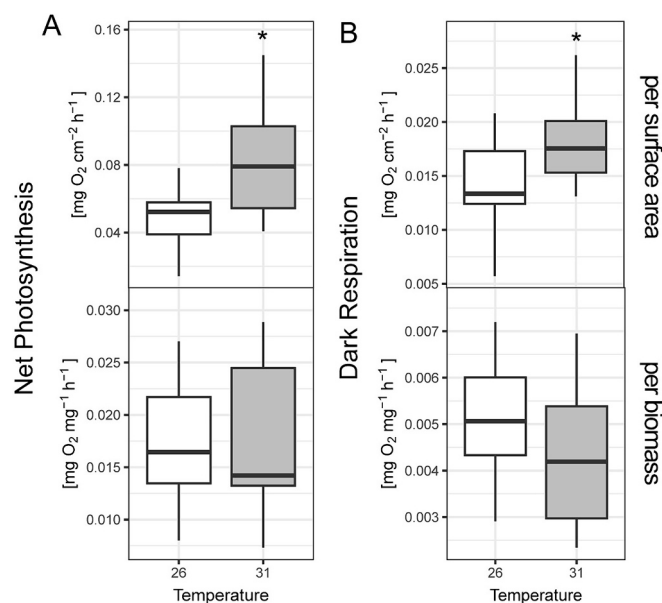 A
B
*
*
Net Photosynthesis
[mg O₂ cm⁻² h⁻¹]
0.16
0.12
0.08
0.04
[mg O₂ mg⁻¹ h⁻¹]
0.030
0.025
0.020
0.015
0.010
26
31
Temperature
Dark Respiration
[mg O₂ cm⁻² h⁻¹]
0.025
0.020
0.015
0.010
0.005
[mg O₂ mg⁻¹ h⁻¹]
0.007
0.006
0.005
0.004
0.003
26
31
Temperature
per surface area
per biomass